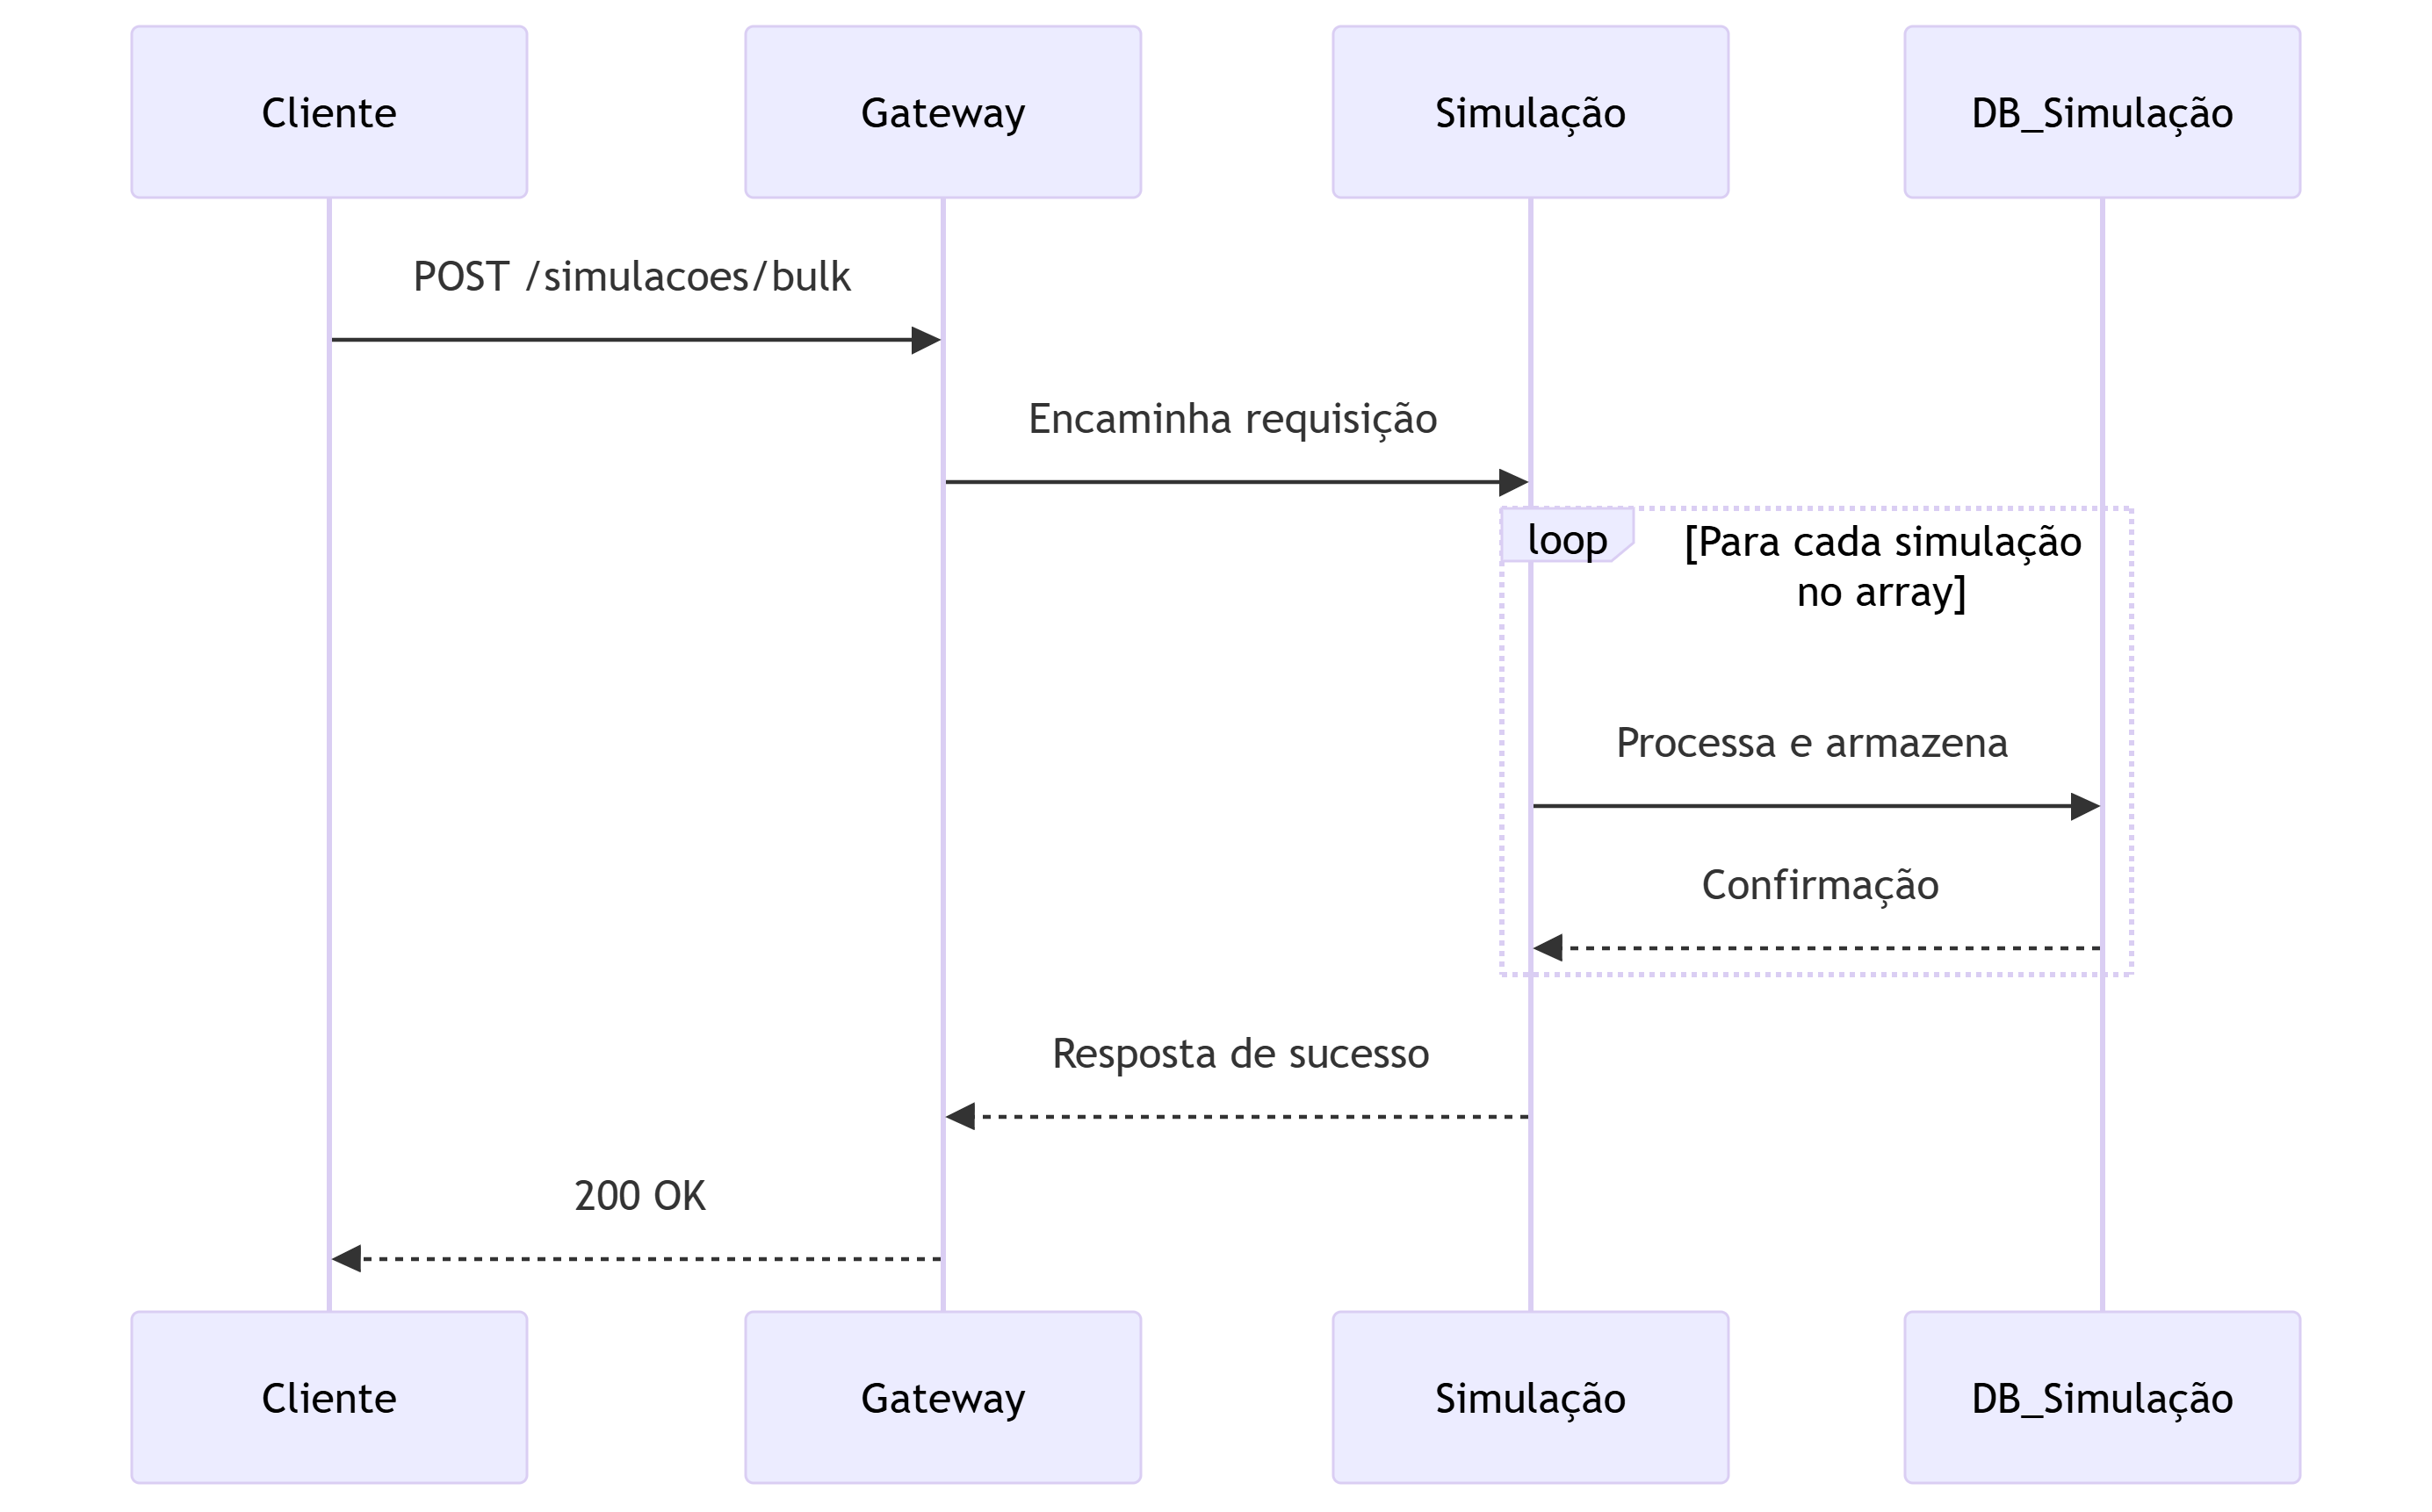 Cliente
Gateway
Simulação
DB_Simulação
POST /simulacoes/bulk
Encaminha requisição
loop
[Para cada simulação
no array]
Processa e armazena
Confirmação
Resposta de sucesso
200 OK
Cliente
Gateway
Simulação
DB_Simulação